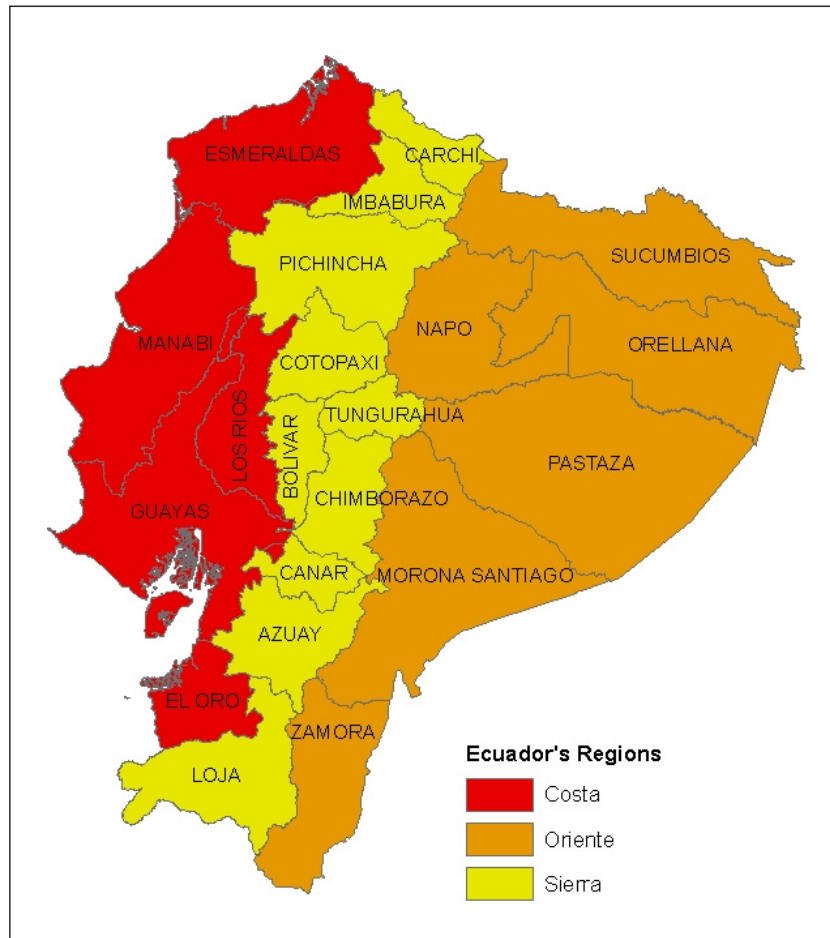 ESMERALDAS
CARCHI
IMBABURA
SUCUMBIOS
PICHINCHA
NAPO
MANABI
ORELLANA
COTOPAXI
LOS RIOS
TUNGURAHUA
BOLIVAR
PASTAZA
CHIMBORAZO
GUAYAS
CANAR
MORONA SANTIAGO
AZUAY
EL ORO
ZAMORA
LOJA
Ecuador's Regions
Costa
Oriente
Sierra